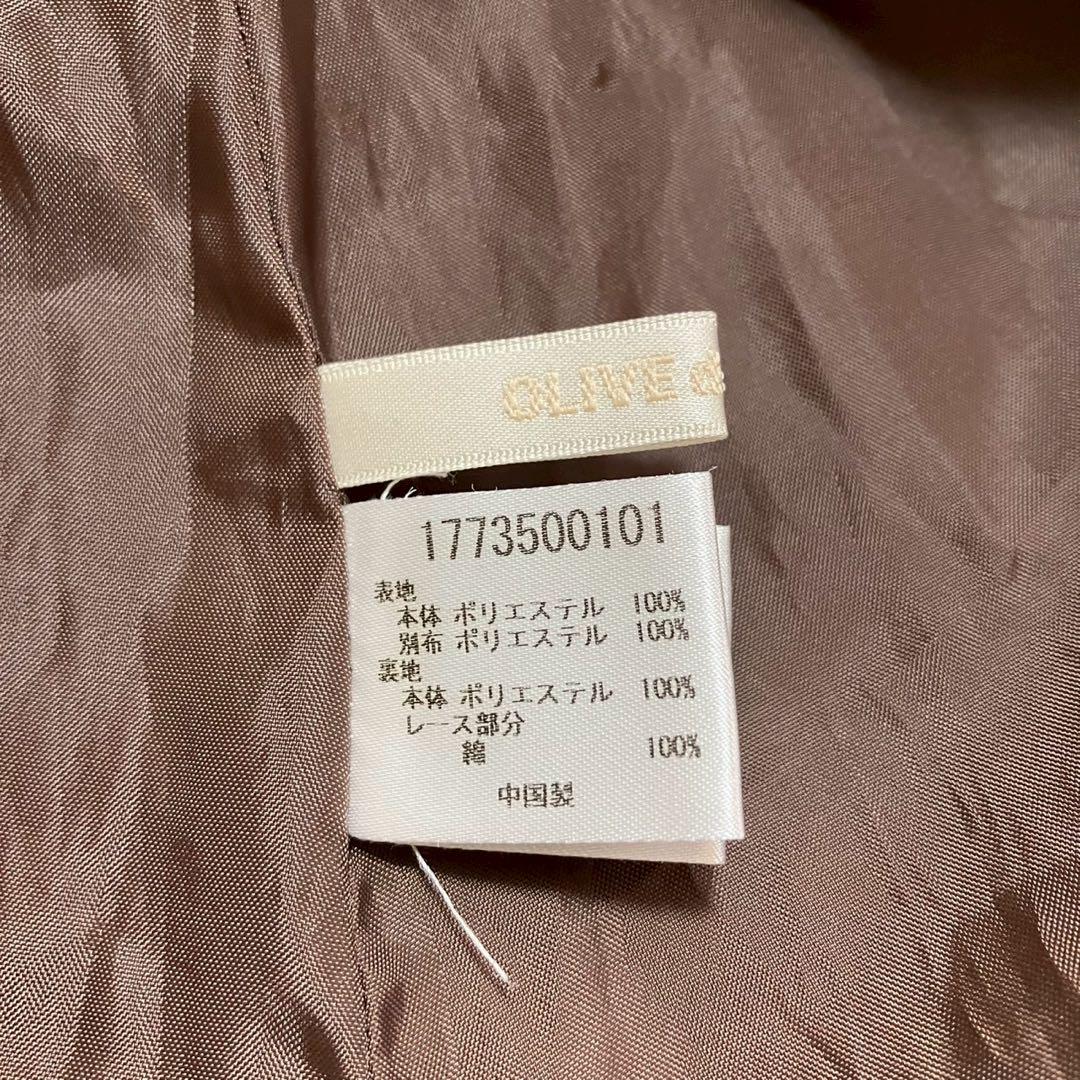 OLIVE d
1773500101
表地
本体 ポリエステル 100%
別布 ポリエステル 100%
裏地
本体 ポリエステル 100%
レース部分
綿 100%
中国製